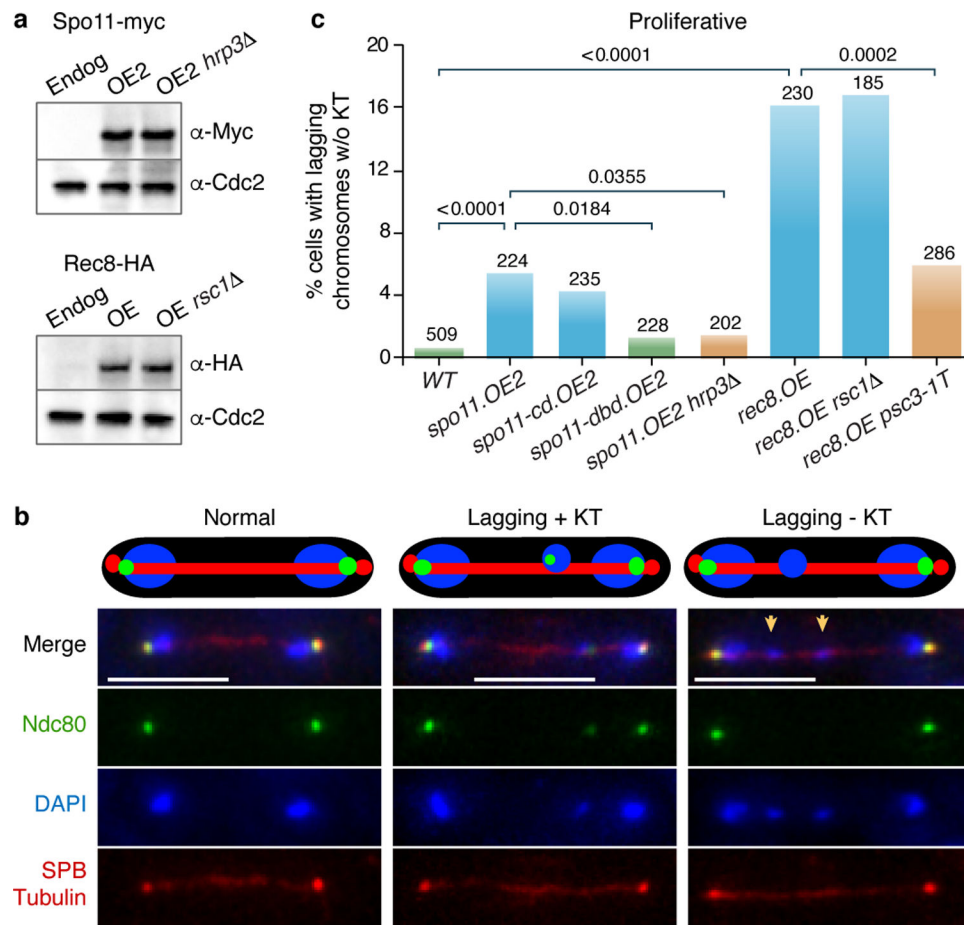 a
Spo11-myc
Endog
OE2
OE2 hrp3Δ
α-Myc
α-Cdc2
Rec8-HA
Endog
OE
OE rsc1Δ
α-HA
α-Cdc2
c
Proliferative
% cells with lagging
chromosomes w/o KT
20
16
12
8
4
0
<0.0001
0.0002
0.0355
<0.0001
0.0184
509
224
235
228
202
230
185
286
WT
spo11.OE2
spo11-cd.OE2
spo11-dbd.OE2
spo11.OE2 hrp3Δ
rec8.OE
rec8.OE rsc1Δ
rec8.OE psc3-1T
b
Normal
Lagging + KT
Lagging - KT
Merge
Ndc80
DAPI
SPB
Tubulin